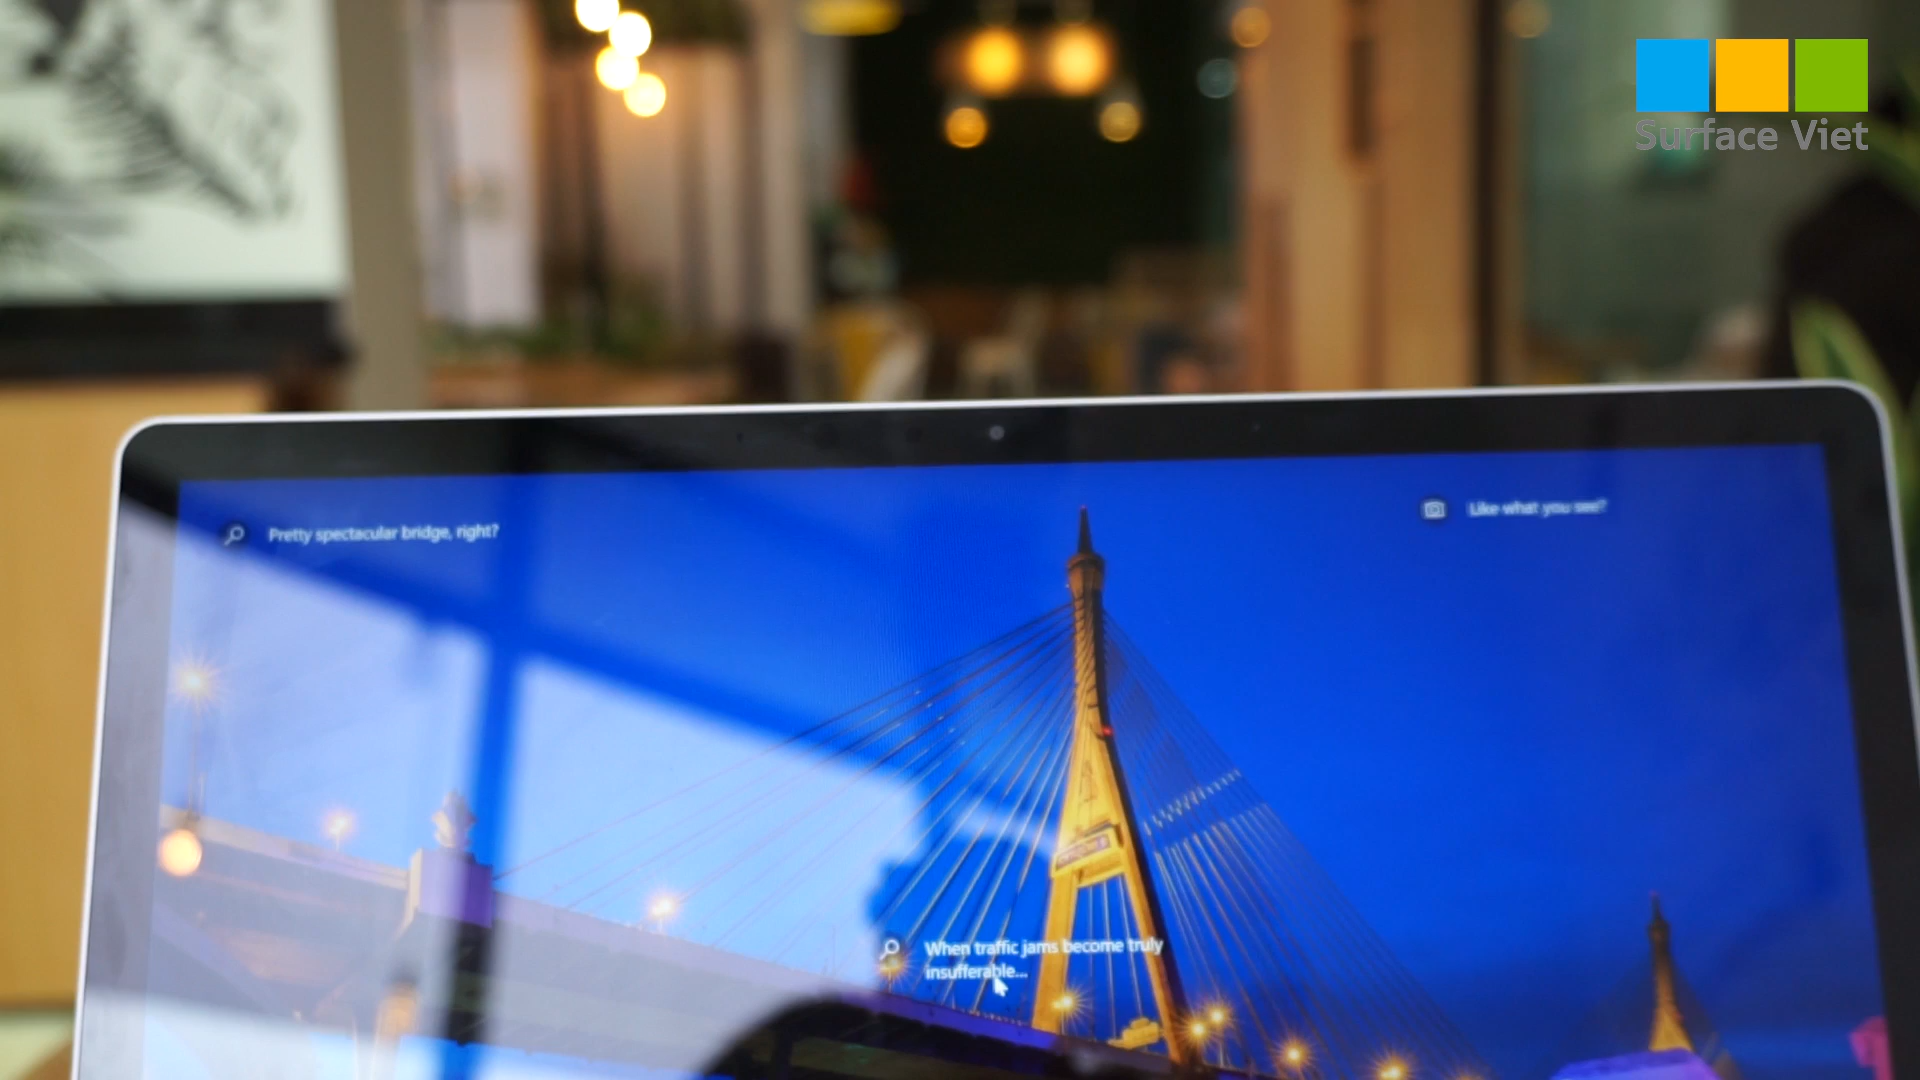 Surface Viet
Pretty spectacular bridge, right?
Like what you see?
When traffic jams become truly
insufferable...